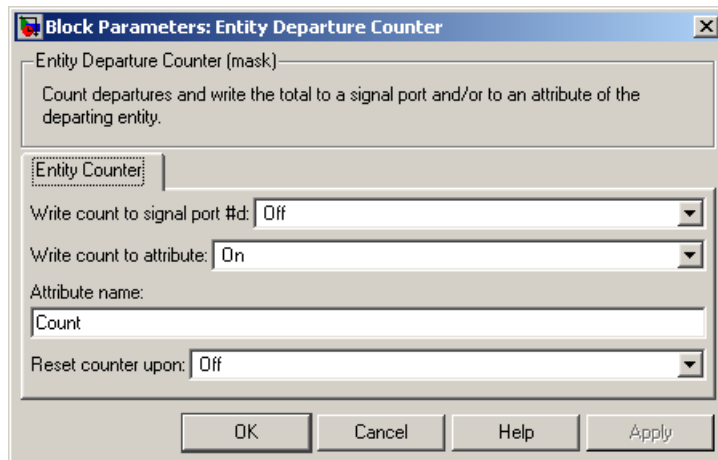 Block Parameters: Entity Departure Counter
Entity Departure Counter (mask)
Count departures and write the total to a signal port and/or to an attribute of the
departing entity.
Entity Counter
Write count to signal port #d: Off
Write count to attribute: On
Attribute name:
Count
Reset counter upon: Off
OK Cancel Help Apply